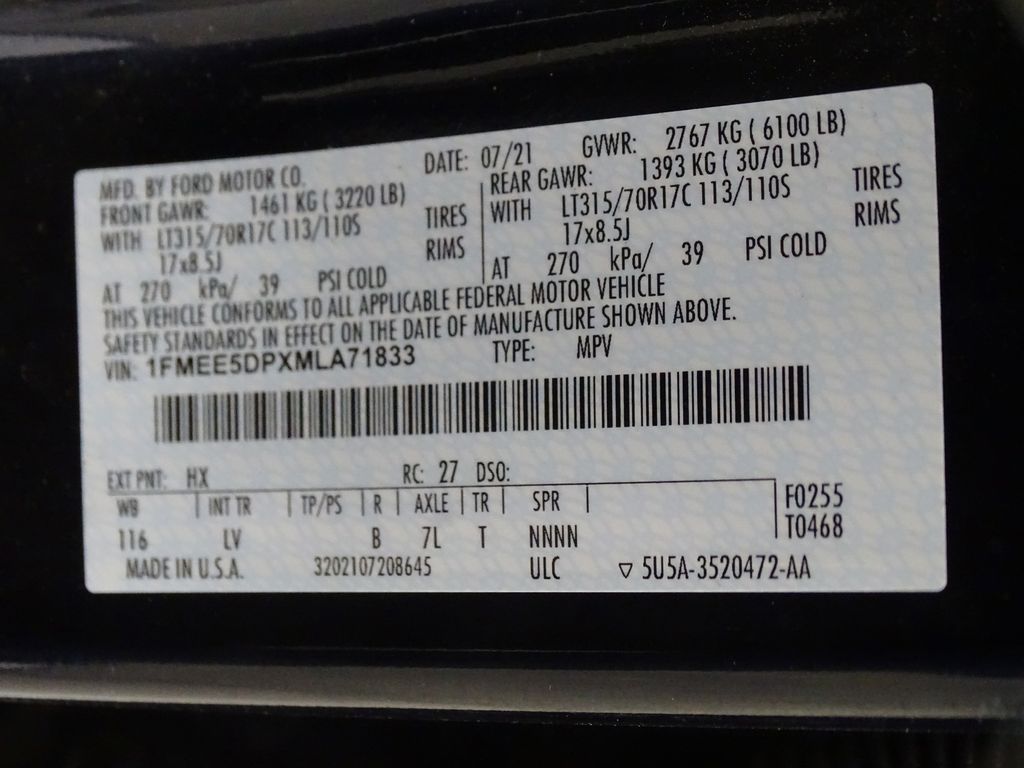 MFD. BY FORD MOTOR CO. DATE: 07/21 GVWR: 2767 KG ( 6100 LB)
FRONT GAWR: 1461 KG ( 3220 LB) REAR GAWR: 1393 KG ( 3070 LB)
WITH LT315/70R17C 113/110S TIRES WITH LT315/70R17C 113/110S TIRES
17x8.5J RIMS 17x8.5J RIMS
AT 270 kPa/ 39 PSI COLD AT 270 kPa/ 39 PSI COLD
THIS VEHICLE CONFORMS TO ALL APPLICABLE FEDERAL MOTOR VEHICLE
SAFETY STANDARDS IN EFFECT ON THE DATE OF MANUFACTURE SHOWN ABOVE.
VIN: 1FMEE5DPXMLA71833 TYPE: MPV
EXT PNT: HX RC: 27 DSO:
WB INT TR TP/PS R AXLE TR SPR F0255
116 LV B 7L T NNNN T0468
MADE IN U.S.A. 3202107208645 ULC ▽ 5U5A-3520472-AA